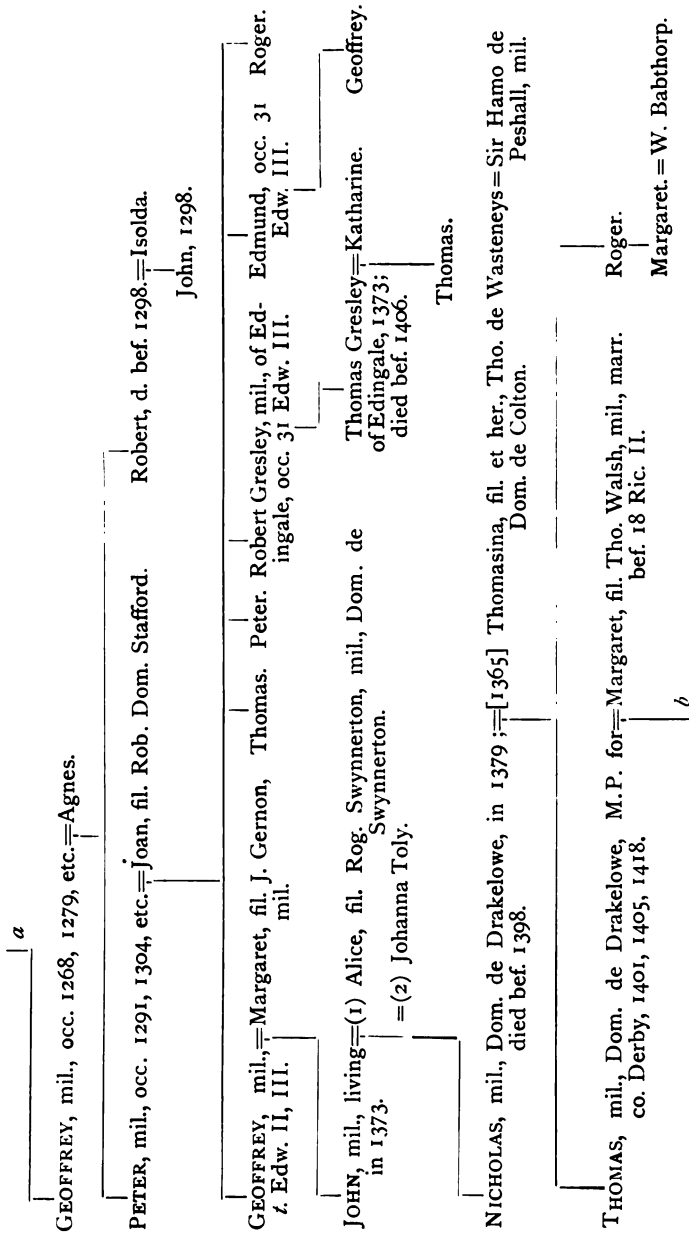 a
GEOFFREY, mil., occ. 1268, 1279, etc.=Agnes.
PETER, mil., occ. 1291, 1304, etc.=Joan, fil. Rob. Dom. Stafford.
Robert, d. bef. 1298.=Isolda.
John, 1298.
GEOFFREY, mil.,=Margaret, fil. J. Gernon,
t. Edw. II, III.
mil.
Thomas.
Peter.
Robert Gresley, mil., of Ed-
ingale, occ. 31 Edw. III.
Edmund, occ. 31
Edw. III.
Roger.
JOHN, mil., living=(1) Alice, fil. Rog. Swynnerton, mil., Dom. de
in 1373.
Swynnerton.
=(2) Johanna Toly.
Thomas Gresley=Katharine.
of Edingale, 1373;
died bef. 1406.
Geoffrey.
Thomas.
NICHOLAS, mil., Dom. de Drakelowe, in 1379 ;=[1365] Thomasina, fil. et her., Tho. de Wasteneys=Sir Hamo de
died bef. 1398.
Dom. de Colton.
Peshall, mil.
THOMAS, mil., Dom. de Drakelowe, M.P. for=Margaret, fil. Tho. Walsh, mil., marr.
co. Derby, 1401, 1405, 1418.
bef. 18 Ric. II.
Roger.
Margaret.=W. Babthorp.
b